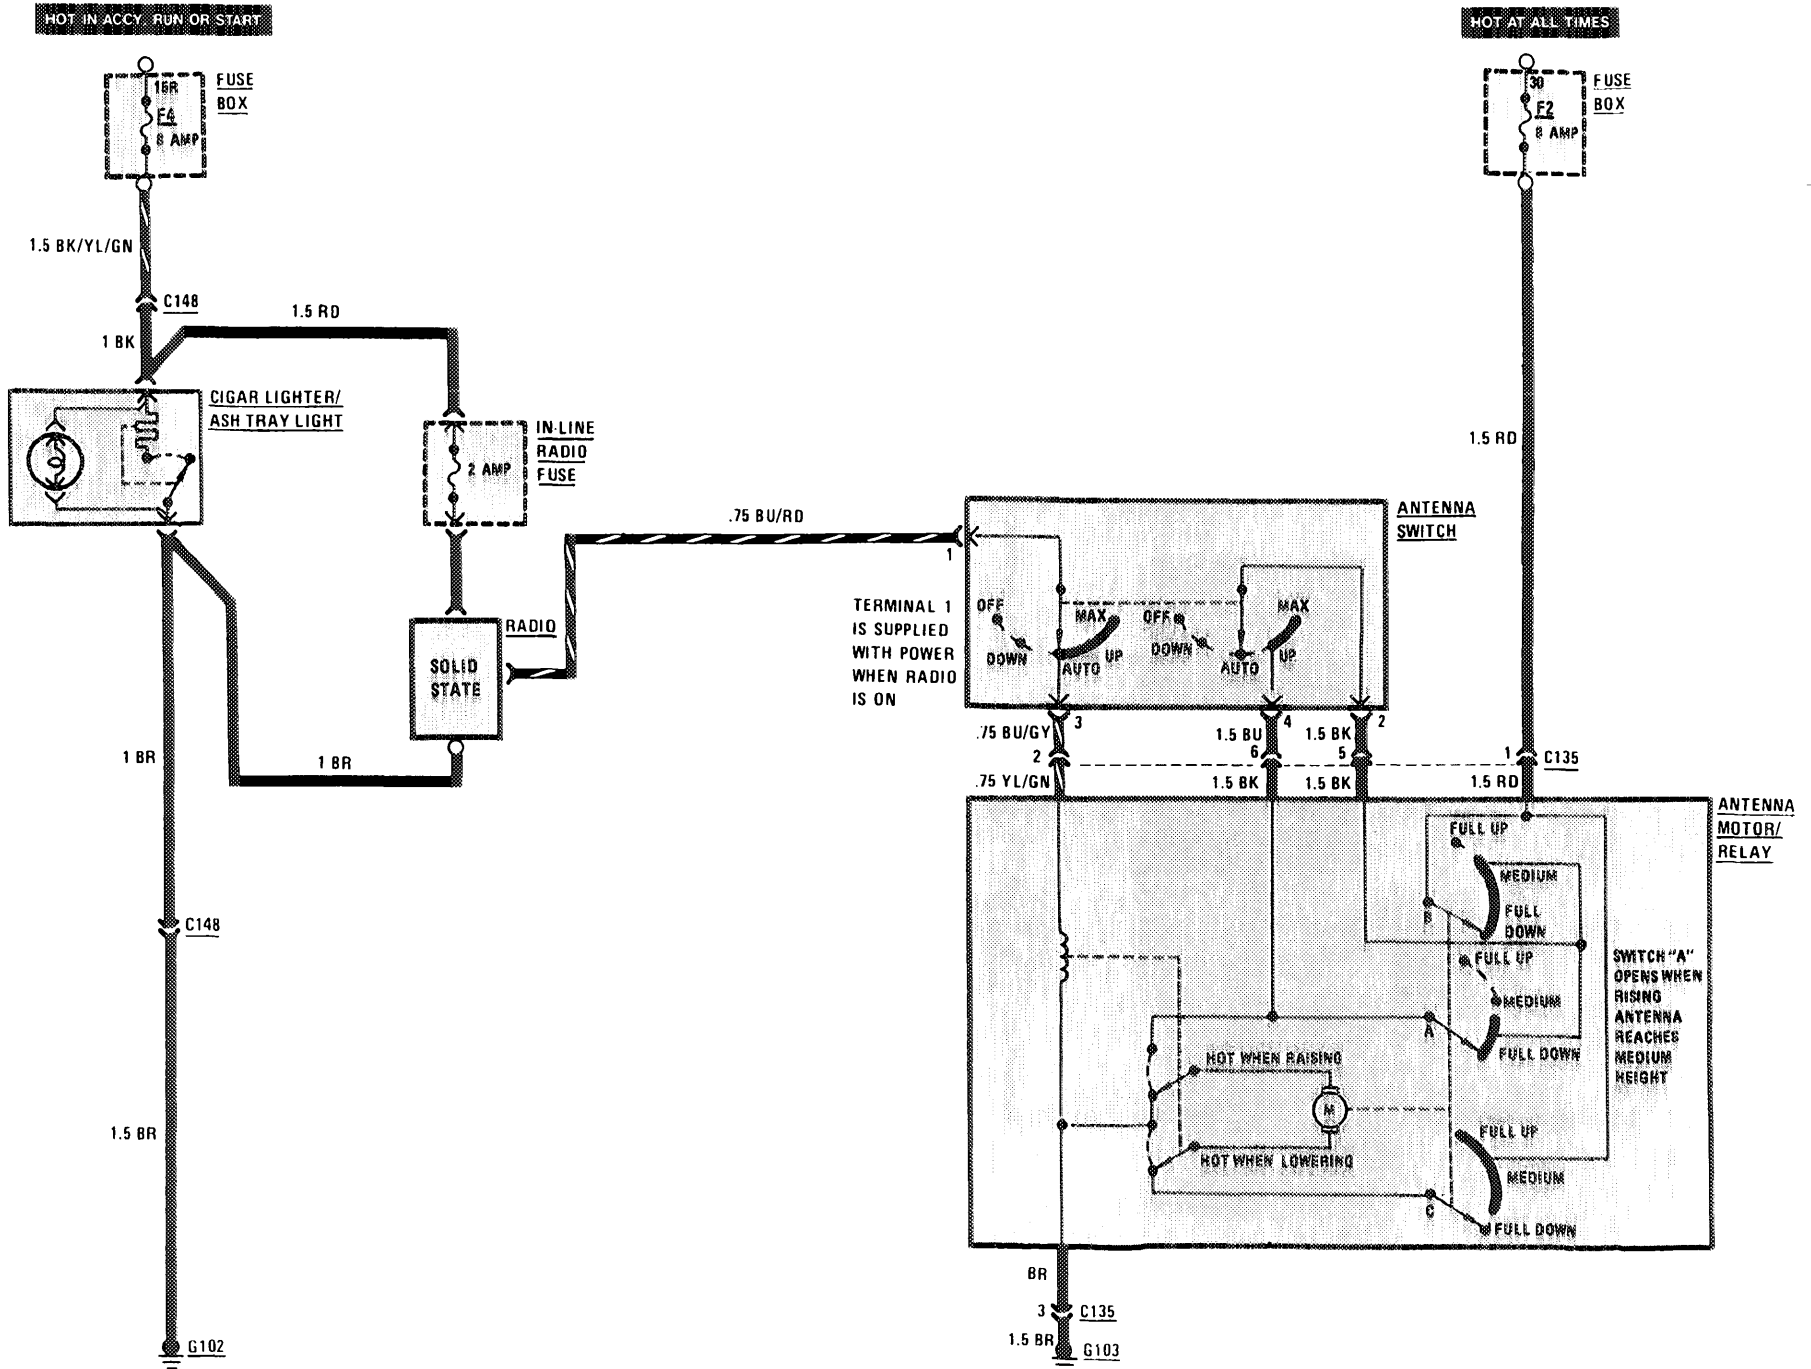 HOT IN ACCY, RUN OR START
HOT AT ALL TIMES
FUSE
BOX
15R
F4
8 AMP
FUSE
BOX
30
F2
8 AMP
1.5 BK/YL/GN
C148
1.5 RD
1 BK
CIGAR LIGHTER/
ASH TRAY LIGHT
IN-LINE
RADIO
FUSE
2 AMP
1.5 RD
.75 BU/RD
ANTENNA
SWITCH
1
TERMINAL 1
IS SUPPLIED
WITH POWER
WHEN RADIO
IS ON
OFF
DOWN
AUTO
UP
MAX
OFF
DOWN
AUTO
UP
MAX
RADIO
SOLID
STATE
3
4
2
.75 BU/GY
1.5 BU
1.5 BK
2
6
5
1
C135
.75 YL/GN
1.5 BK
1.5 BK
1.5 RD
1 BR
1 BR
ANTENNA
MOTOR/
RELAY
FULL UP
MEDIUM
B
FULL
DOWN
FULL UP
MEDIUM
A
FULL DOWN
SWITCH "A"
OPENS WHEN
RISING
ANTENNA
REACHES
MEDIUM
HEIGHT
C148
HOT WHEN RAISING
M
HOT WHEN LOWERING
FULL UP
MEDIUM
C
FULL DOWN
1.5 BR
BR
3
C135
1.5 BR
G102
G103